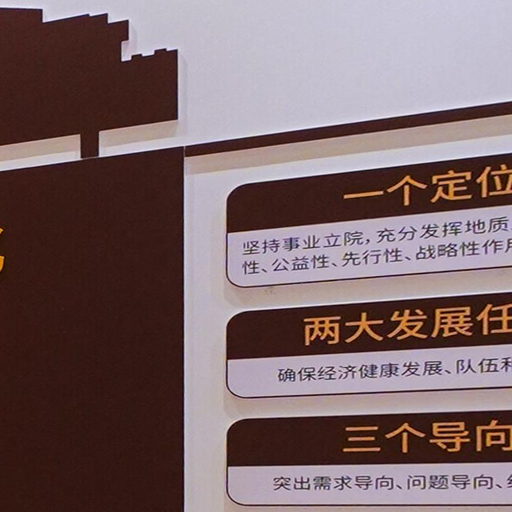 一个定位
坚持事业立院，充分发挥地质
性、公益性、先行性、战略性作用
两大发展任
确保经济健康发展、队伍和
三个导向
突出需求导向、问题导向、